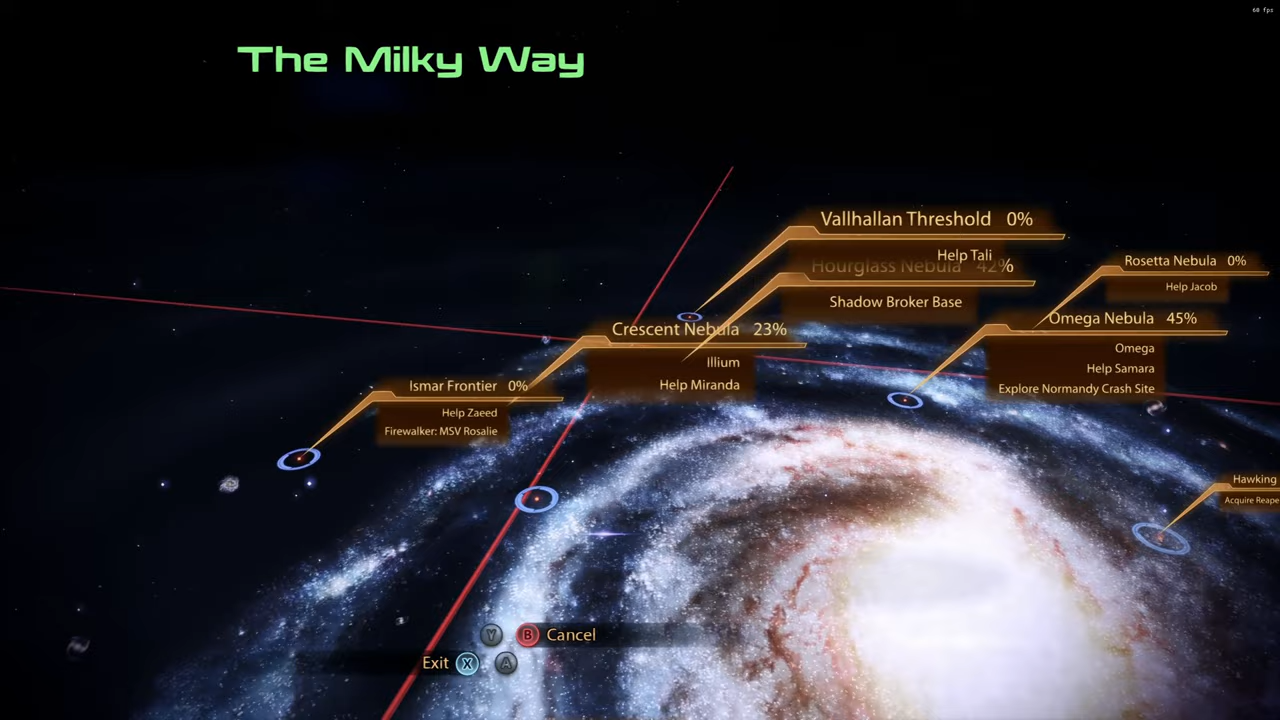 60 fps
The Milky Way
Vallhallan Threshold 0%
Help Tali
Hourglass Nebula 42%
Shadow Broker Base
Rosetta Nebula 0%
Help Jacob
Omega Nebula 45%
Omega
Help Samara
Explore Normandy Crash Site
Crescent Nebula 23%
Illium
Help Miranda
Ismar Frontier 0%
Help Zaeed
Firewalker: MSV Rosalie
Hawking
Acquire Reape
Y B Cancel
Exit X A